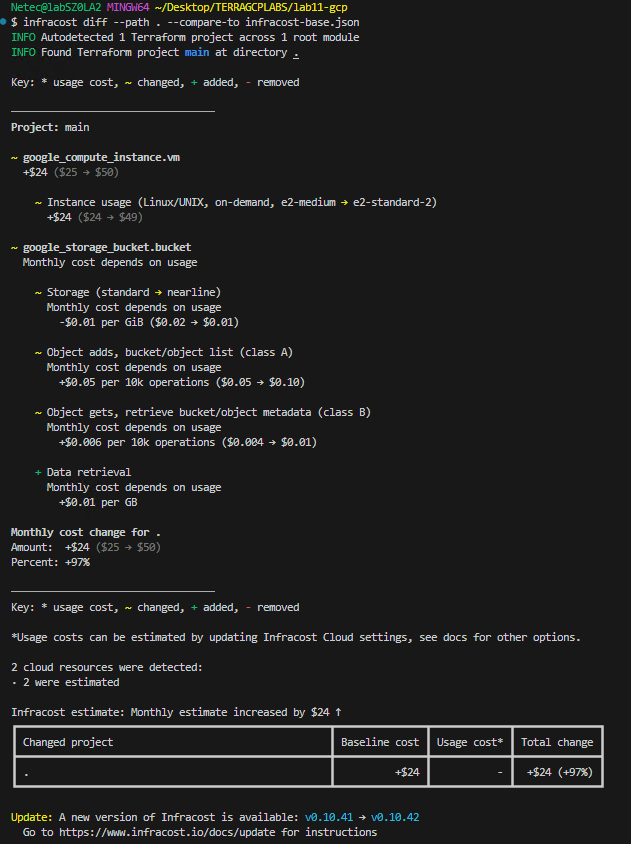 Netec@labSZ0LA2 MINGW64 ~/Desktop/TERRAGCPLABS/lab11-gcp
$ infracost diff --path . --compare-to infracost-base.json
INFO Autodetected 1 Terraform project across 1 root module
INFO Found Terraform project main at directory .
Key: * usage cost, ~ changed, + added, - removed
Project: main
~ google_compute_instance.vm
+$24 ($25 → $50)
~ Instance usage (Linux/UNIX, on-demand, e2-medium → e2-standard-2)
+$24 ($24 → $49)
~ google_storage_bucket.bucket
Monthly cost depends on usage
~ Storage (standard → nearline)
Monthly cost depends on usage
-$0.01 per GiB ($0.02 → $0.01)
~ Object adds, bucket/object list (class A)
Monthly cost depends on usage
+$0.05 per 10k operations ($0.05 → $0.10)
~ Object gets, retrieve bucket/object metadata (class B)
Monthly cost depends on usage
+$0.006 per 10k operations ($0.004 → $0.01)
+ Data retrieval
Monthly cost depends on usage
+$0.01 per GB
Monthly cost change for .
Amount:  +$24 ($25 → $50)
Percent: +97%
Key: * usage cost, ~ changed, + added, - removed
*Usage costs can be estimated by updating Infracost Cloud settings, see docs for other options.
2 cloud resources were detected:
· 2 were estimated
Infracost estimate: Monthly estimate increased by $24 ↑
Changed project Baseline cost Usage cost* Total change
. +$24 - +$24 (+97%)
Update: A new version of Infracost is available: v0.10.41 → v0.10.42
Go to https://www.infracost.io/docs/update for instructions